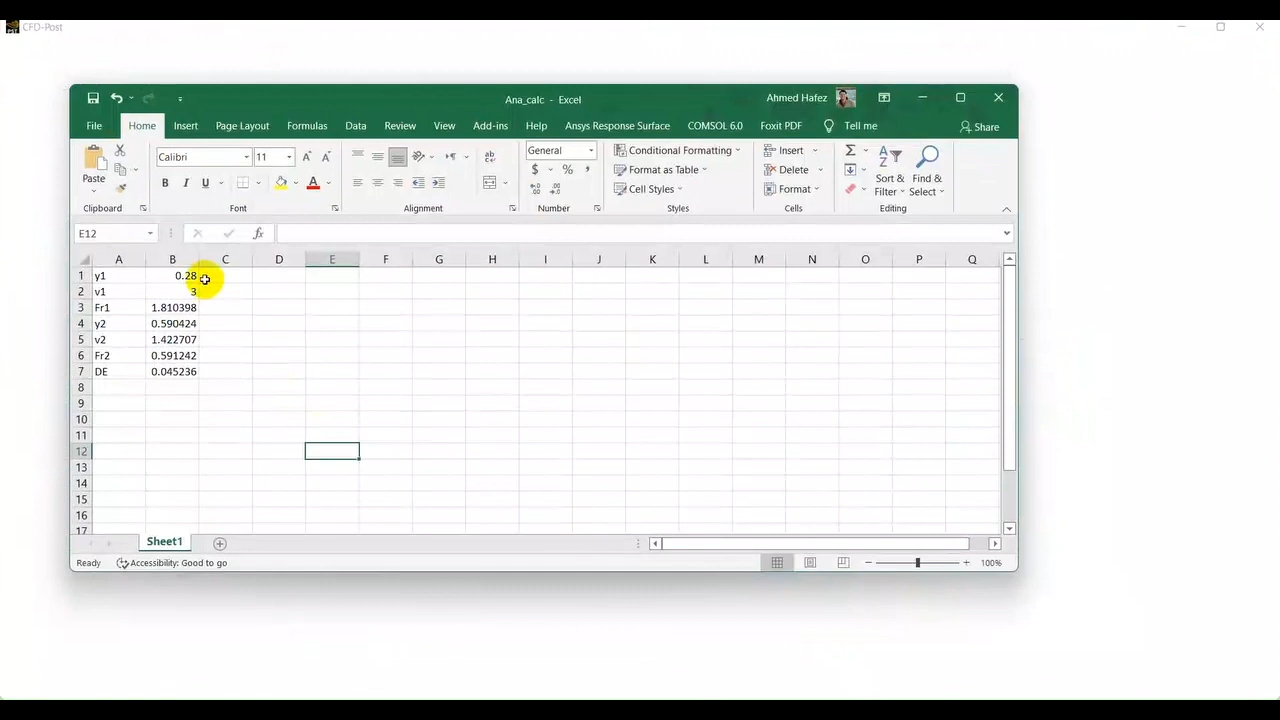 CFD-Post
Ana_calc - Excel
Ahmed Hafez
File Home Insert Page Layout Formulas Data Review View Add-ins Help Ansys Response Surface COMSOL 6.0 Foxit PDF Tell me Share
Paste
Calibri 11
B I U
General
$ % ,
Conditional Formatting
Format as Table
Cell Styles
Insert
Delete
Format
Sort & Filter
Find & Select
Clipboard Font Alignment Number Styles Cells Editing
E12 fx
A B C D E F G H I J K L M N O P Q
1 y1 0.28
2 v1 3
3 Fr1 1.810398
4 y2 0.590424
5 v2 1.422707
6 Fr2 0.591242
7 DE 0.045236
8
9
10
11
12
13
14
15
16
17
Sheet1
Ready Accessibility: Good to go 100%